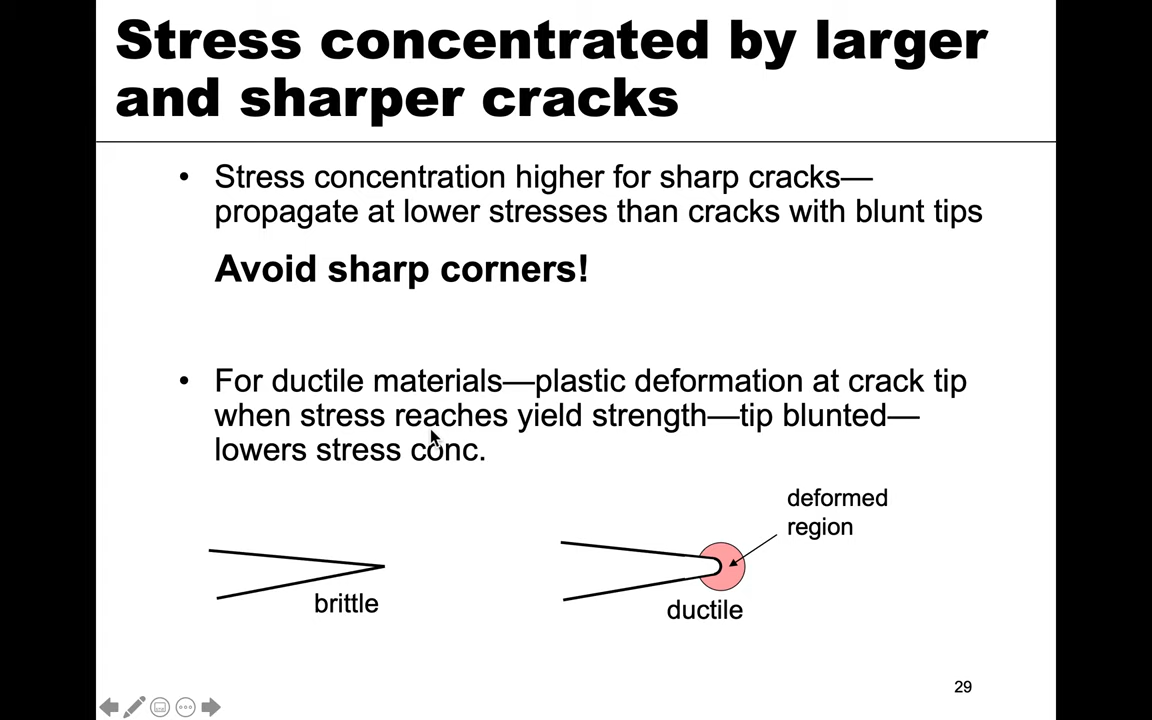 Stress concentrated by larger
and sharper cracks
• Stress concentration higher for sharp cracks—
propagate at lower stresses than cracks with blunt tips
Avoid sharp corners!
• For ductile materials—plastic deformation at crack tip
when stress reaches yield strength—tip blunted—
lowers stress conc.
deformed
region
brittle
ductile
29